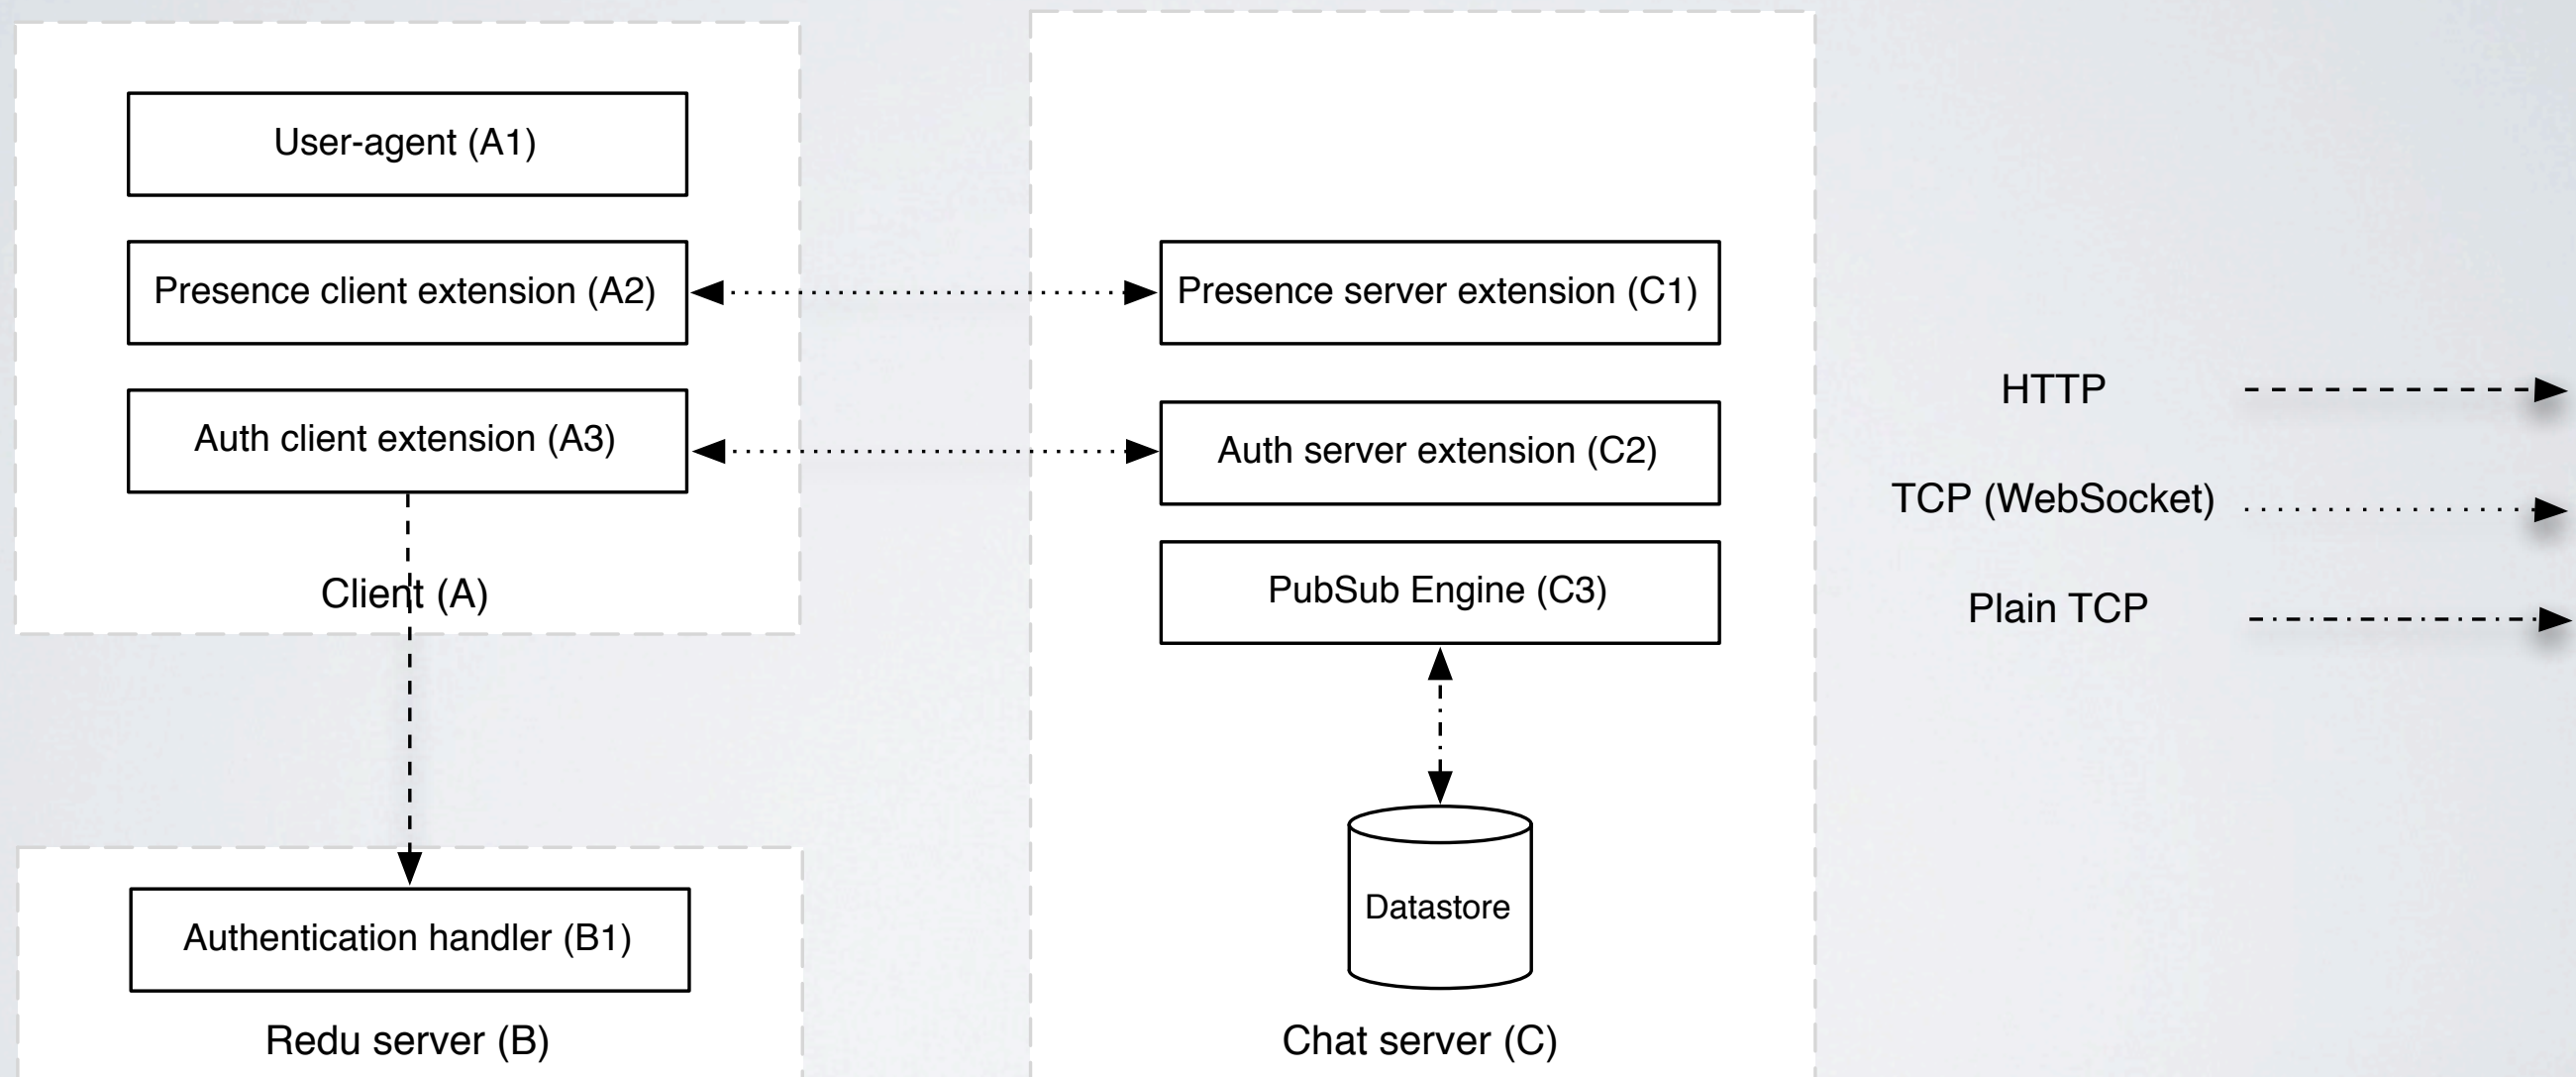 User-agent (A1)
Presence client extension (A2)
Auth client extension (A3)
Client (A)
Authentication handler (B1)
Redu server (B)
Presence server extension (C1)
Auth server extension (C2)
PubSub Engine (C3)
Datastore
Chat server (C)
HTTP
TCP (WebSocket)
Plain TCP